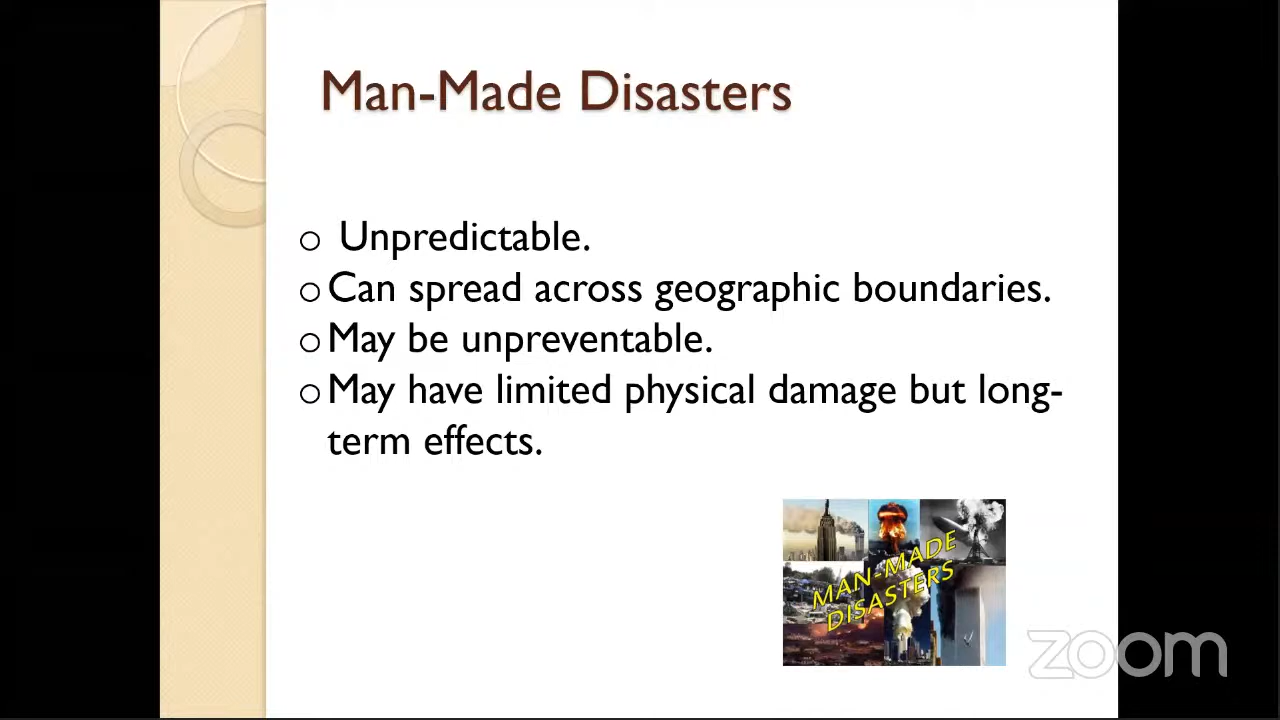 Man-Made Disasters
o Unpredictable.
o Can spread across geographic boundaries.
o May be unpreventable.
o May have limited physical damage but long-
term effects.
MAN-MADE
DISASTERS
zoom